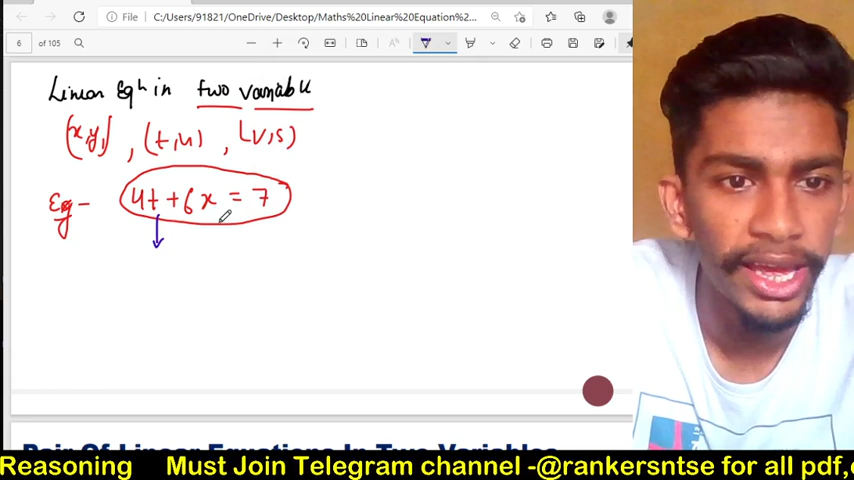 File | C:/Users/91821/OneDrive/Desktop/Maths%20Linear%20Equation%2...
6 of 105
Linear Eqn in two variable
(x,y) , (t,u) , (v,s)
Eg - 4t + 6x = 7
Pair Of Linear Equations In Two Variables
Reasoning Must Join Telegram channel -@rankersntse for all pdf,